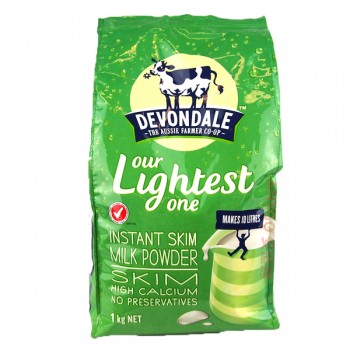 DEVONDALE
THE AUSSIE FARMER CO-OP
our
Lightest
one
MAKES 10 LITRES
INSTANT SKIM
MILK POWDER
SKIM
HIGH CALCIUM
NO PRESERVATIVES
1kg NET